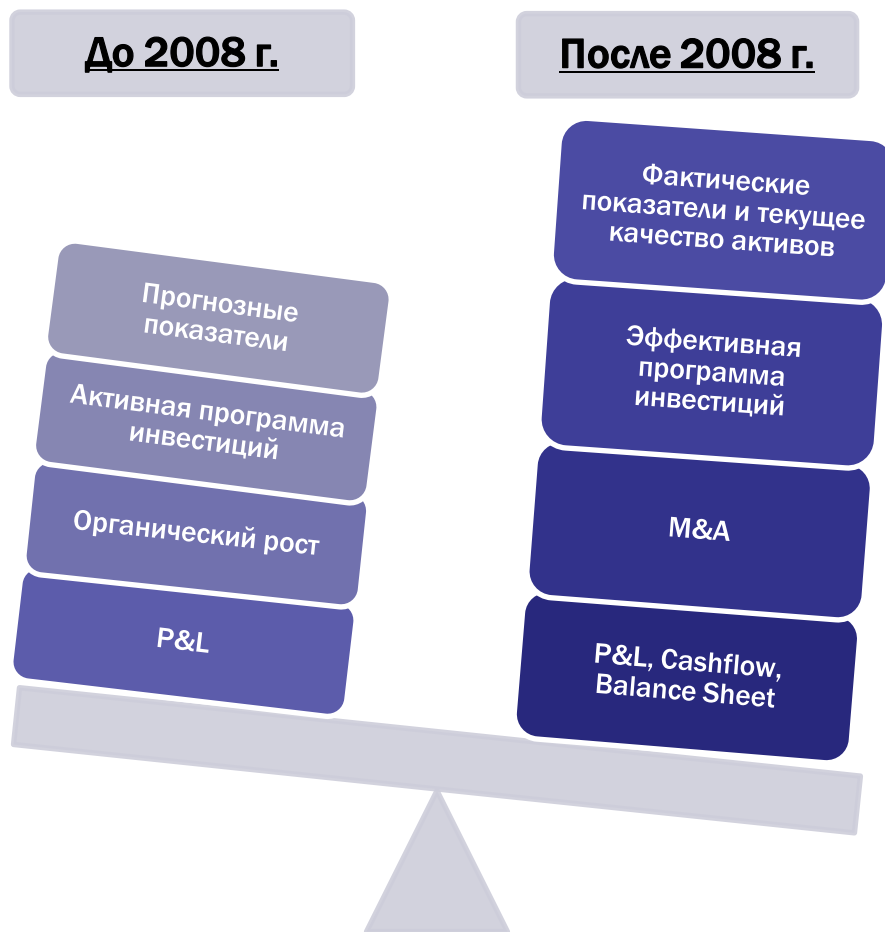 До 2008 г.
Прогнозные
показатели
Активная программа
инвестиций
Органический рост
P&L
После 2008 г.
Фактические
показатели и текущее
качество активов
Эффективная
программа
инвестиций
M&A
P&L, Cashflow,
Balance Sheet